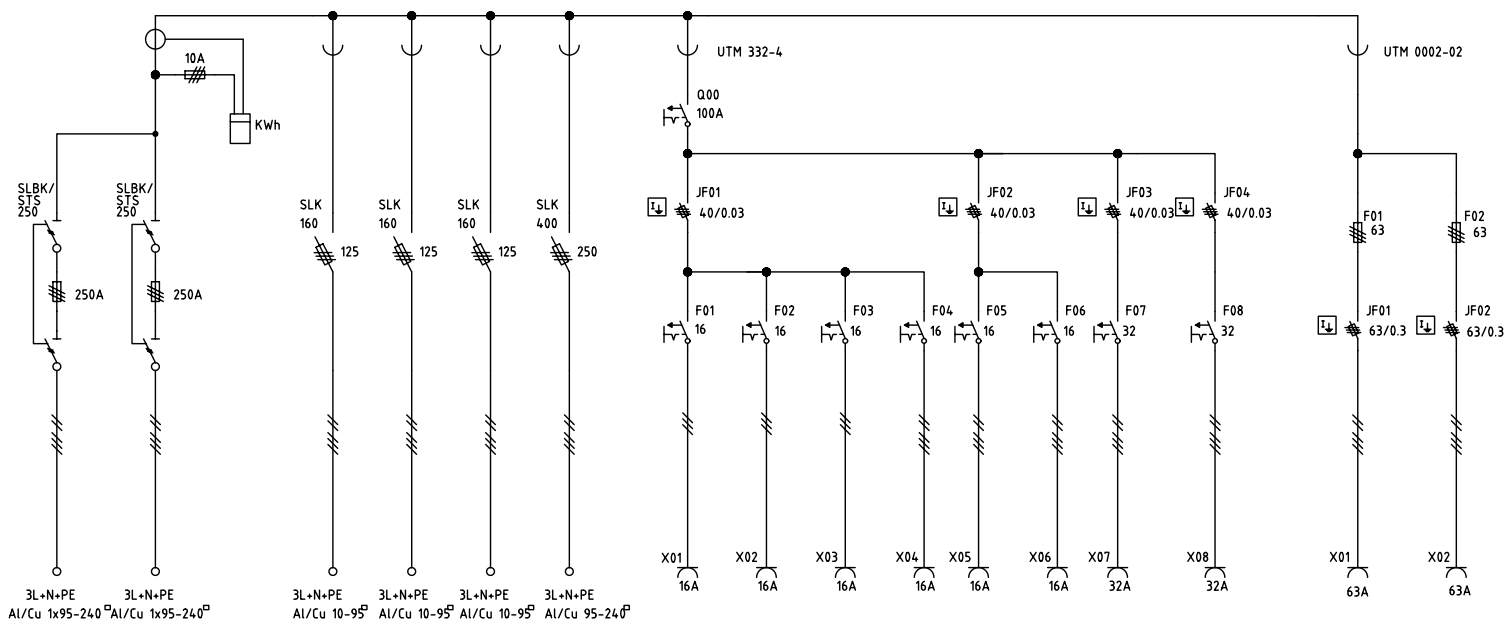 UTM 332-4
UTM 0002-02
10A
Q00
100A
KWh
SLBK/
STS
250
SLBK/
STS
250
SLK
160
SLK
160
SLK
160
SLK
400
125
125
125
250
JF01
40/0.03
JF02
40/0.03
JF03
40/0.03
JF04
40/0.03
I
I
I
I
F01
63
F02
63
250A
250A
F01
16
F02
16
F03
16
F04
16
F05
16
F06
16
F07
32
F08
32
JF01
63/0.3
JF02
63/0.3
I
I
X01
X02
X03
X04
X05
X06
X07
X08
X01
X02
16A
16A
16A
16A
16A
16A
32A
32A
63A
63A
3L+N+PE
Al/Cu 1x95-240□
3L+N+PE
Al/Cu 1x95-240□
3L+N+PE
Al/Cu 10-95□
3L+N+PE
Al/Cu 10-95□
3L+N+PE
Al/Cu 10-95□
3L+N+PE
Al/Cu 95-240□